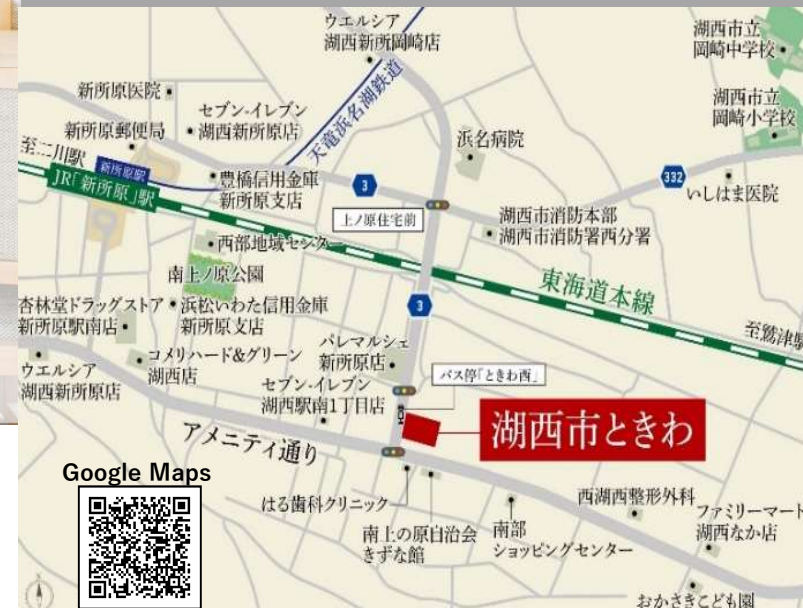 ウエルシア
湖西新所岡崎店
湖西市立
岡崎中学校
新所原医院
セブン-イレブン
湖西新所原店
天竜浜名湖鉄道
湖西市立
岡崎小学校
新所原郵便局
浜名病院
至二川駅
新所原駅
JR「新所原」駅
豊橋信用金庫
新所原支店
3
332
いしはま医院
上ノ原住宅前
湖西市消防本部
湖西市消防署西分署
西部地域センター
南上ノ原公園
東海道本線
3
杏林堂ドラッグストア
新所原駅南店
浜松いわた信用金庫
新所原支店
至鷲津駅
パレマルシェ
新所原店
コメリハード&グリーン
湖西店
ウエルシア
湖西新所原店
セブン-イレブン
湖西駅南1丁目店
バス停「ときわ西」
湖西市ときわ
アメニティ通り
Google Maps
はる歯科クリニック
南上の原自治会
きずな館
南部
ショッピングセンター
西湖西整形外科
ファミリーマート
湖西なか店
おかさきこども園